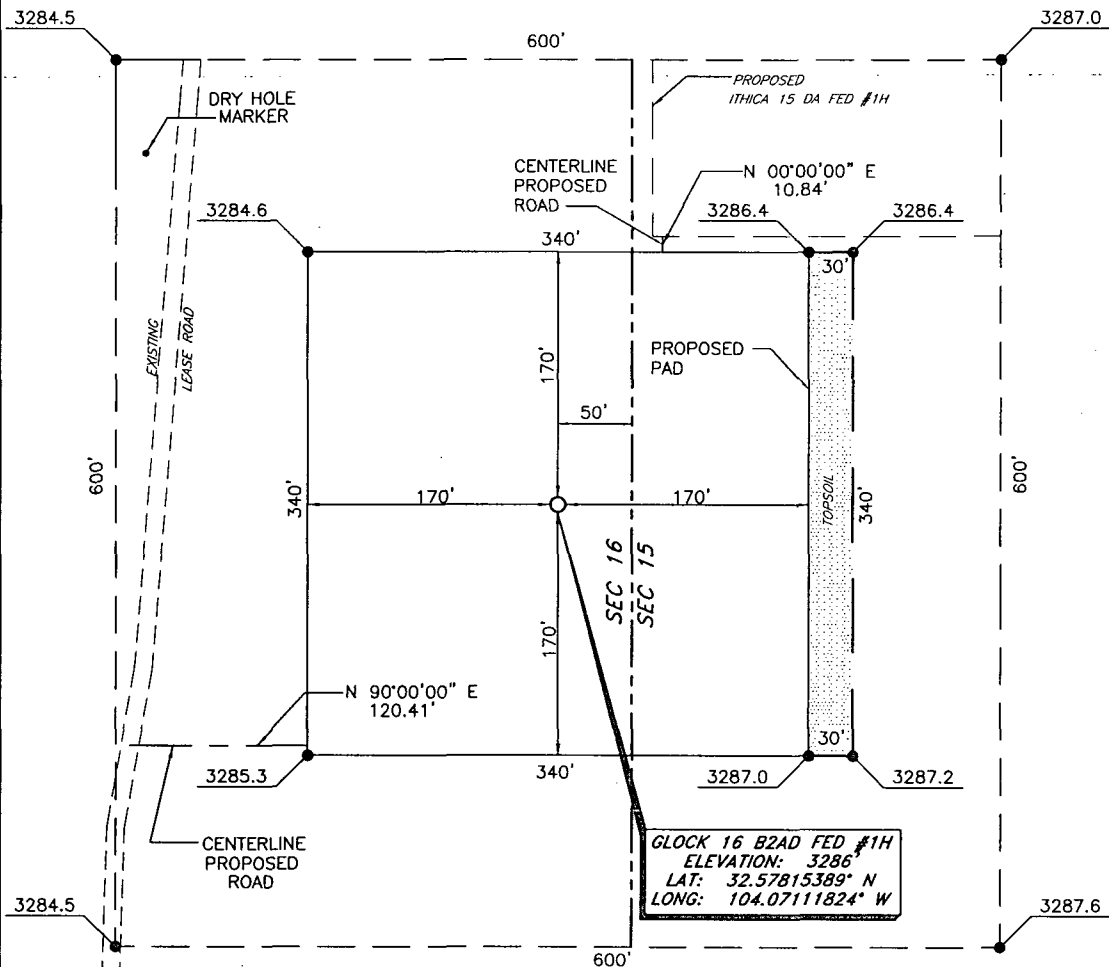 3284.5
3287.0
600'
PROPOSED
ITHICA 15 DA FED #1H
DRY HOLE
MARKER
CENTERLINE
PROPOSED
ROAD
N 00°00'00" E
10.84'
3284.6
3286.4
3286.4
340'
30'
EXISTING
LEASE ROAD
170'
PROPOSED
PAD
50'
600'
340'
170'
170'
TOPSOIL
340'
600'
SEC 16
SEC 15
170'
N 90°00'00" E
120.41'
30'
3285.3
340'
3287.0
3287.2
CENTERLINE
PROPOSED
ROAD
GLOCK 16 B2AD FED #1H
ELEVATION: 3286'
LAT: 32.57815389° N
LONG: 104.07111824° W
3284.5
3287.6
600'